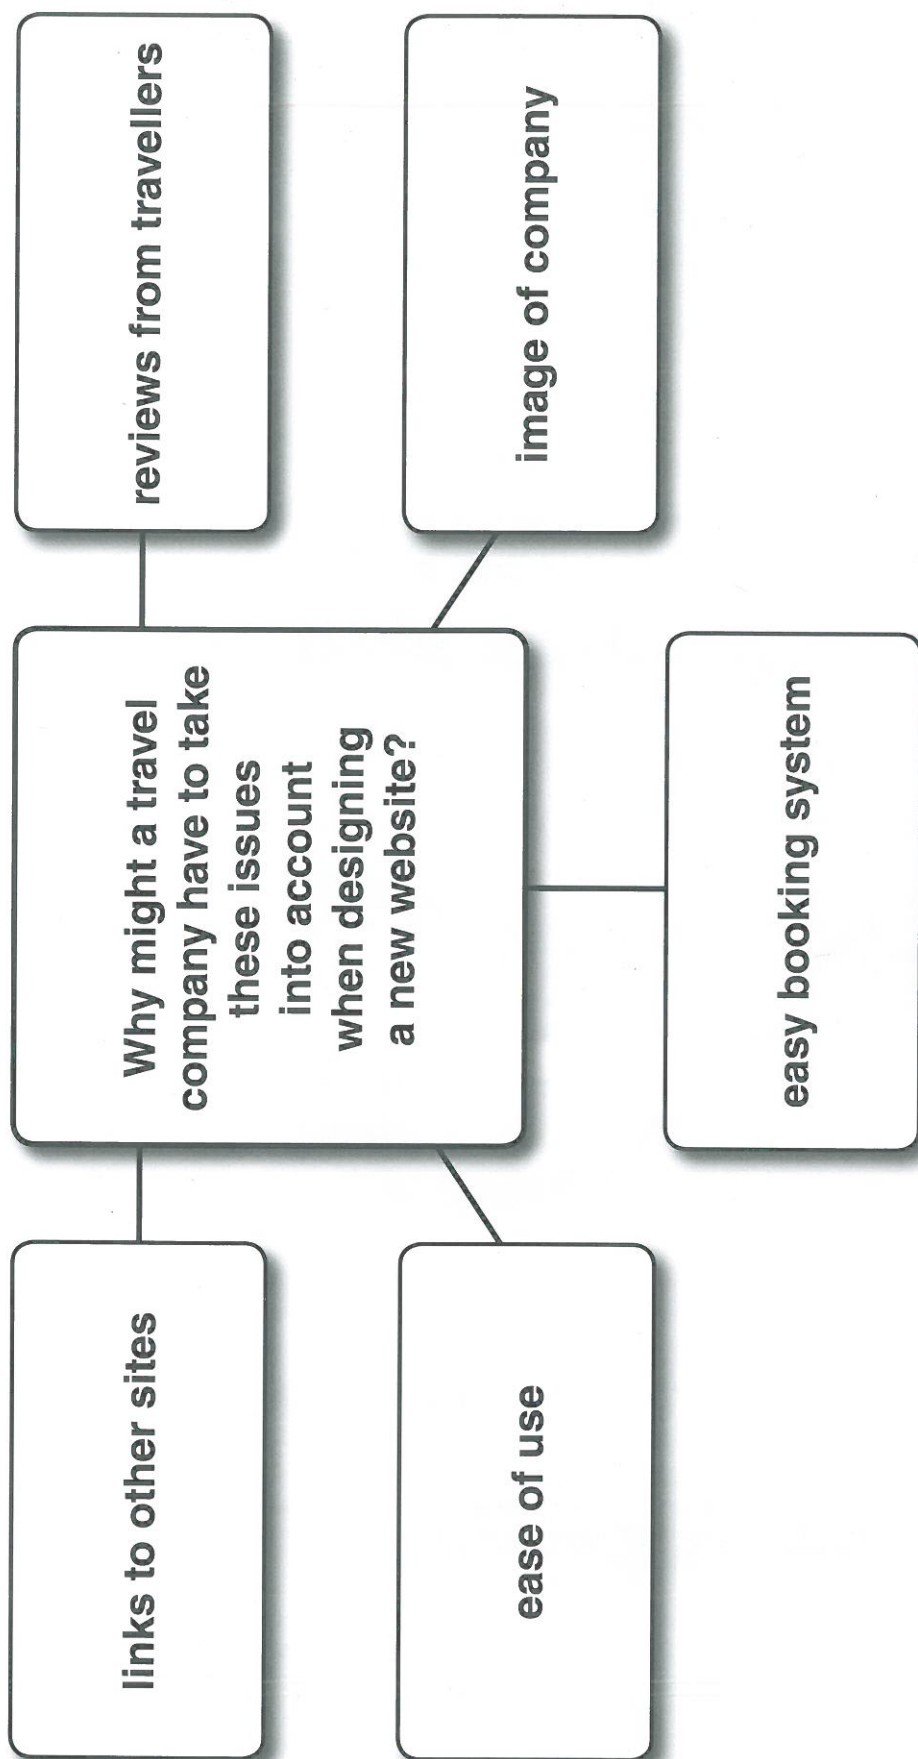 links to other sites
Why might a travel
company have to take
these issues
into account
when designing
a new website?
reviews from travellers
ease of use
image of company
easy booking system